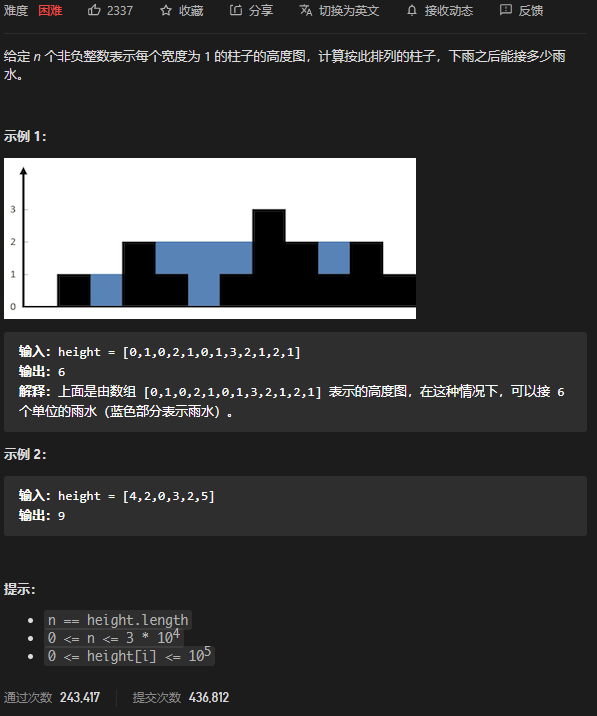 难度 困难 2337 收藏 分享 切换为英文 接收动态 反馈
给定 n 个非负整数表示每个宽度为 1 的柱子的高度图，计算按此排列的柱子，下雨之后能接多少雨
水。
示例 1：
3
2
1
0
输入：height = [0,1,0,2,1,0,1,3,2,1,2,1]
输出：6
解释：上面是由数组 [0,1,0,2,1,0,1,3,2,1,2,1] 表示的高度图，在这种情况下，可以接 6
个单位的雨水（蓝色部分表示雨水）。
示例 2：
输入：height = [4,2,0,3,2,5]
输出：9
提示：
n == height.length
0 <= n <= 3 * 10^4
0 <= height[i] <= 10^5
通过次数 243,417 提交次数 436,812